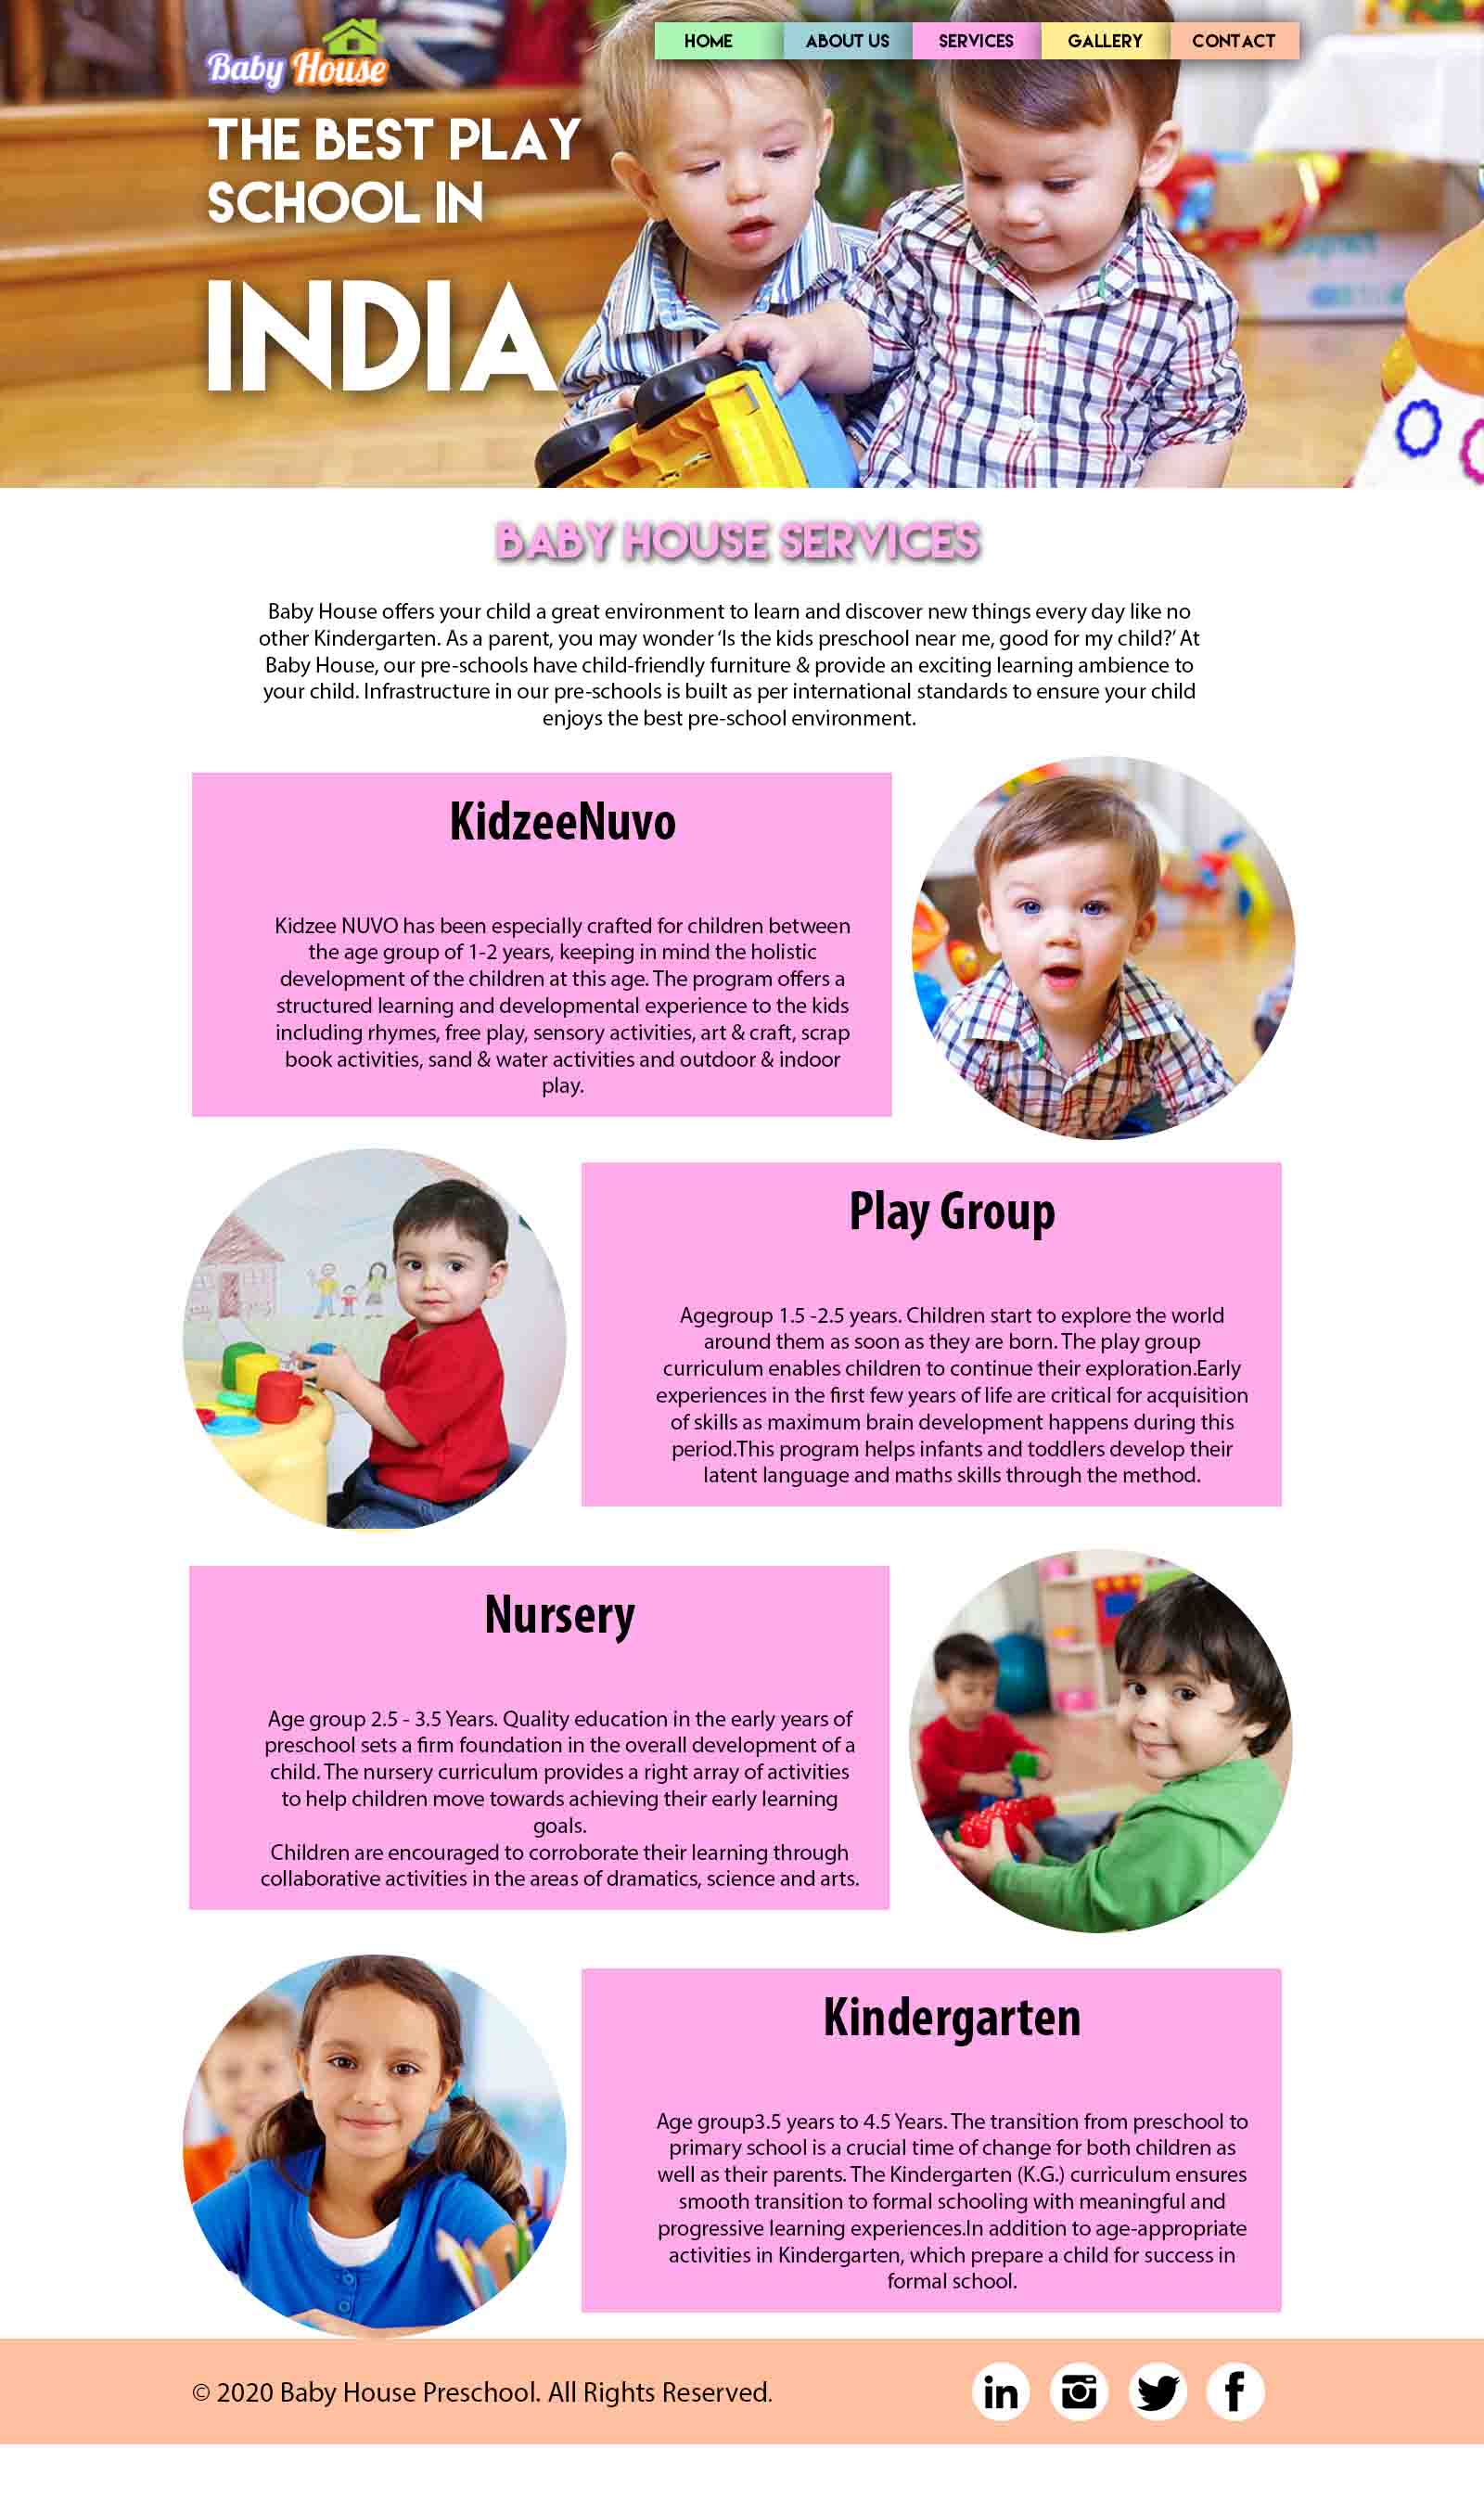 Baby House
HOME
ABOUT US
SERVICES
GALLERY
CONTACT
THE BEST PLAY
SCHOOL IN
INDIA
BABY HOUSE SERVICES
Baby House offers your child a great environment to learn and discover new things every day like no
other Kindergarten. As a parent, you may wonder ‘Is the kids preschool near me, good for my child?’ At
Baby House, our pre-schools have child-friendly furniture & provide an exciting learning ambience to
your child. Infrastructure in our pre-schools is built as per international standards to ensure your child
enjoys the best pre-school environment.
KidzeeNuvo
Kidzee NUVO has been especially crafted for children between
the age group of 1-2 years, keeping in mind the holistic
development of the children at this age. The program offers a
structured learning and developmental experience to the kids
including rhymes, free play, sensory activities, art & craft, scrap
book activities, sand & water activities and outdoor & indoor
play.
Play Group
Agegroup 1.5 -2.5 years. Children start to explore the world
around them as soon as they are born. The play group
curriculum enables children to continue their exploration.Early
experiences in the first few years of life are critical for acquisition
of skills as maximum brain development happens during this
period.This program helps infants and toddlers develop their
latent language and maths skills through the method.
Nursery
Age group 2.5 - 3.5 Years. Quality education in the early years of
preschool sets a firm foundation in the overall development of a
child. The nursery curriculum provides a right array of activities
to help children move towards achieving their early learning
goals.
Children are encouraged to corroborate their learning through
collaborative activities in the areas of dramatics, science and arts.
Kindergarten
Age group3.5 years to 4.5 Years. The transition from preschool to
primary school is a crucial time of change for both children as
well as their parents. The Kindergarten (K.G.) curriculum ensures
smooth transition to formal schooling with meaningful and
progressive learning experiences.In addition to age-appropriate
activities in Kindergarten, which prepare a child for success in
formal school.
© 2020 Baby House Preschool. All Rights Reserved.
in
f